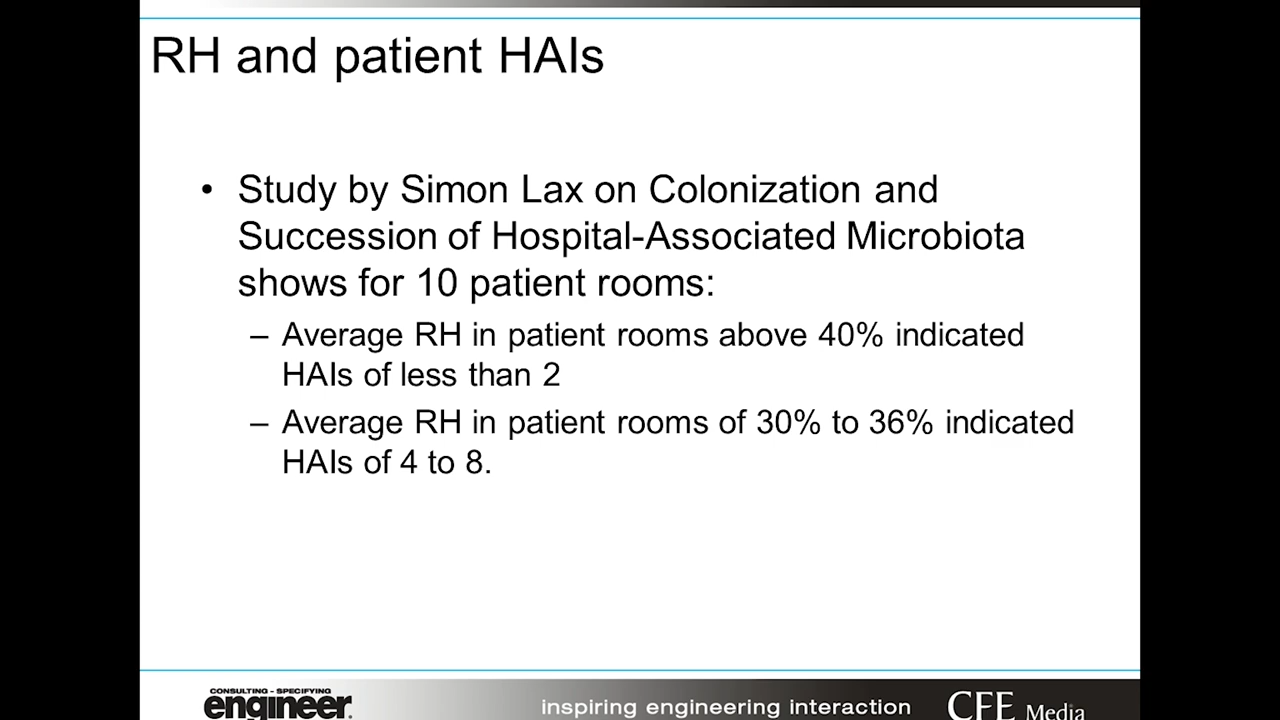 RH and patient HAIs
• Study by Simon Lax on Colonization and
Succession of Hospital-Associated Microbiota
shows for 10 patient rooms:
– Average RH in patient rooms above 40% indicated
HAIs of less than 2
– Average RH in patient rooms of 30% to 36% indicated
HAIs of 4 to 8.
CONSULTING-SPECIFYING
engineer
inspiring engineering interaction
CFE Media